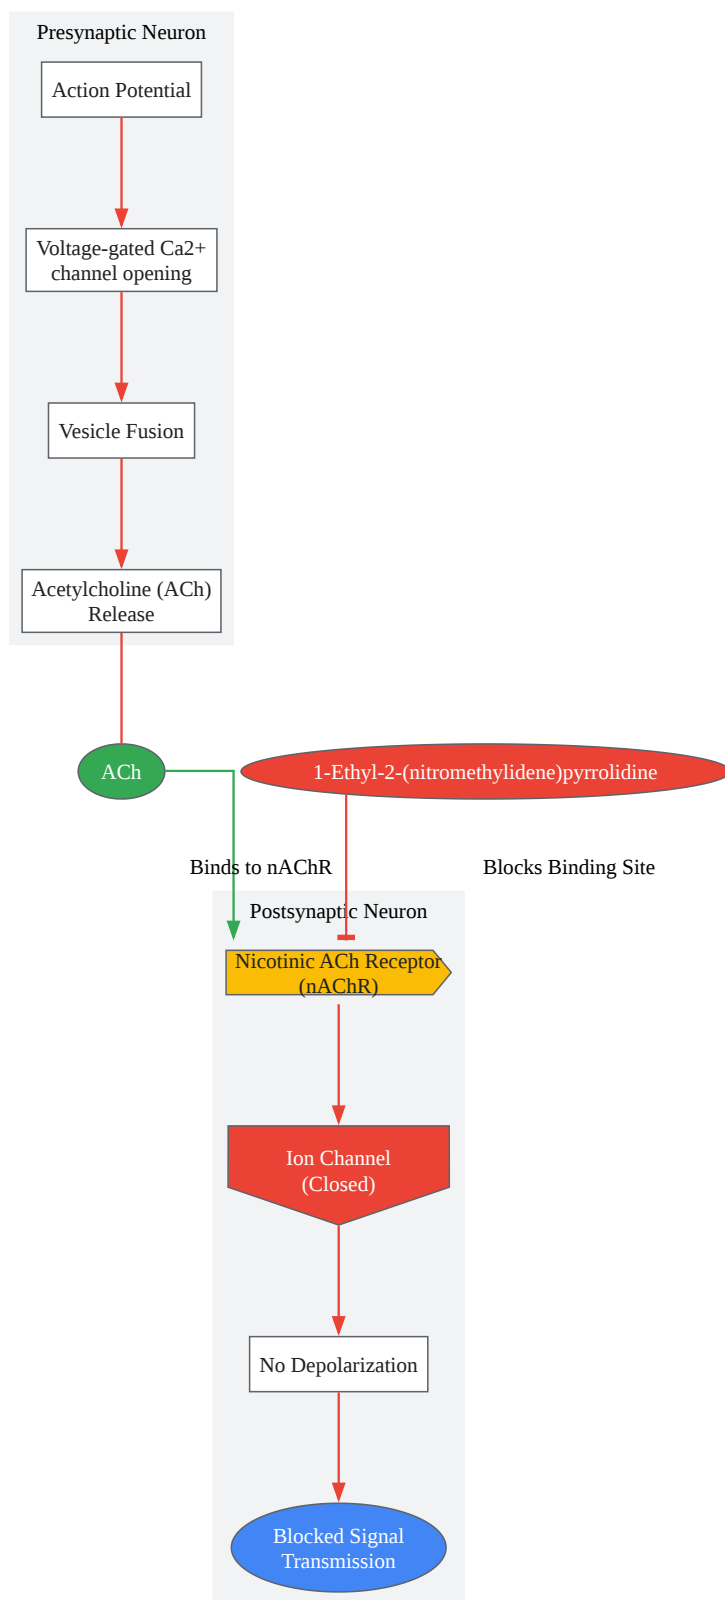 Presynaptic Neuron
Action Potential
Voltage-gated Ca2+
channel opening
Vesicle Fusion
Acetylcholine (ACh)
Release
ACh
1-Ethyl-2-(nitromethylidene)pyrrolidine
Binds to nAChR
Blocks Binding Site
Postsynaptic Neuron
Nicotinic ACh Receptor
(nAChR)
Ion Channel
(Closed)
No Depolarization
Blocked Signal
Transmission